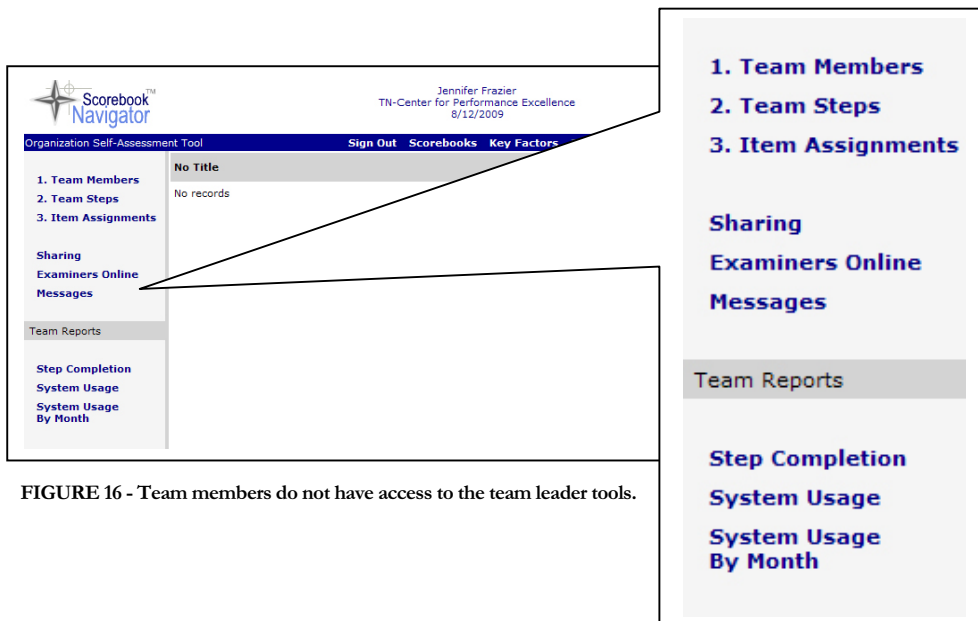 Scorebook™
Navigator
Jennifer Frazier
TN-Center for Performance Excellence
8/12/2009
Organization Self-Assessment Tool
Sign Out Scorebooks Key Factors
1. Team Members
2. Team Steps
3. Item Assignments
Sharing
Examiners Online
Messages
Team Reports
Step Completion
System Usage
System Usage
By Month
No Title
No records
FIGURE 16 - Team members do not have access to the team leader tools.
1. Team Members
2. Team Steps
3. Item Assignments
Sharing
Examiners Online
Messages
Team Reports
Step Completion
System Usage
System Usage
By Month